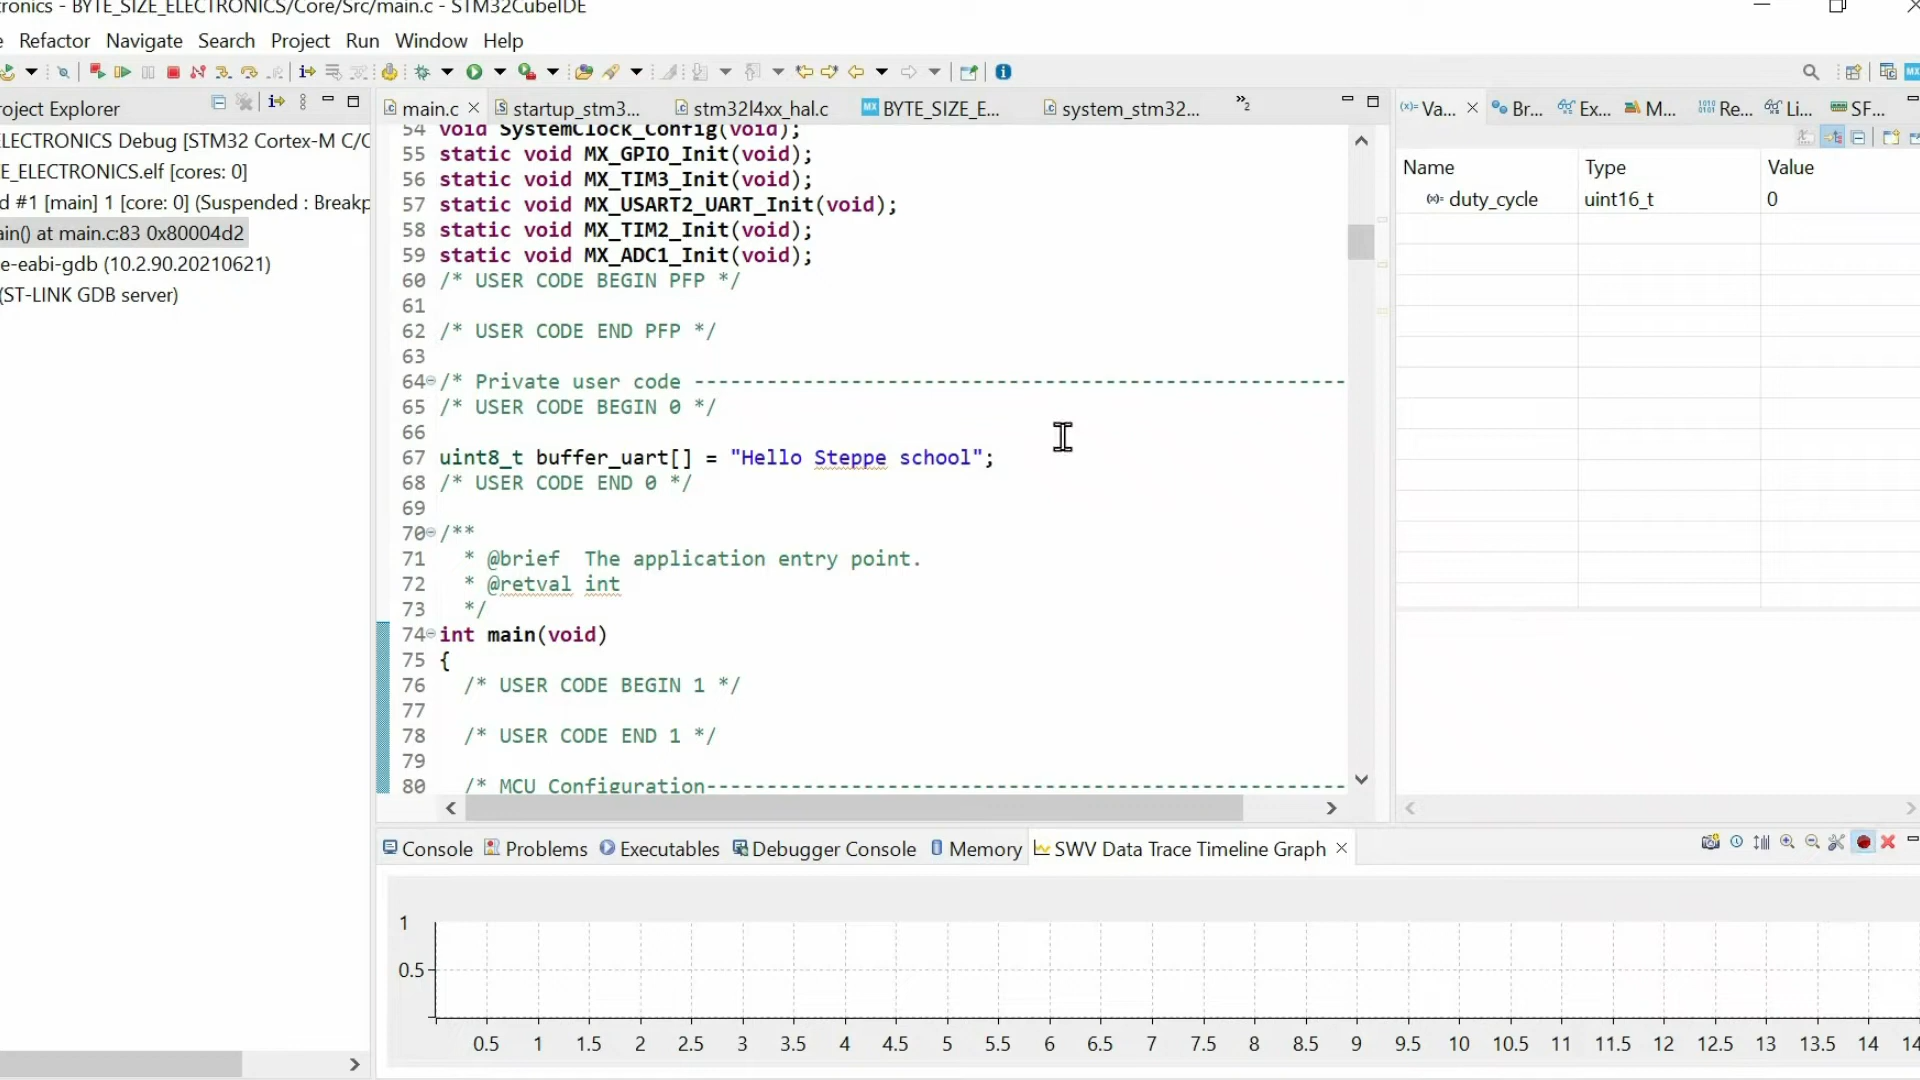 ronics - BYTE_SIZE_ELECTRONICS/Core/Src/main.c - STM32CubeIDE
e Refactor Navigate Search Project Run Window Help
roject Explorer
LECTRONICS Debug [STM32 Cortex-M C/C
E_ELECTRONICS.elf [cores: 0]
d #1 [main] 1 [core: 0] (Suspended : Breakp
ain() at main.c:83 0x80004d2
e-eabi-gdb (10.2.90.20210621)
(ST-LINK GDB server)
main.c startup_stm3... stm32l4xx_hal.c MX BYTE_SIZE_E... system_stm32... »2
54 void SystemClock_Config(void);
55 static void MX_GPIO_Init(void);
56 static void MX_TIM3_Init(void);
57 static void MX_USART2_UART_Init(void);
58 static void MX_TIM2_Init(void);
59 static void MX_ADC1_Init(void);
60 /* USER CODE BEGIN PFP */
61
62 /* USER CODE END PFP */
63
64 /* Private user code ------------------------------------------------------
65 /* USER CODE BEGIN 0 */
66
67 uint8_t buffer_uart[] = "Hello Steppe school";
68 /* USER CODE END 0 */
69
70 /**
71 * @brief The application entry point.
72 * @retval int
73 */
74 int main(void)
75 {
76 /* USER CODE BEGIN 1 */
77
78 /* USER CODE END 1 */
79
80 /* MCU Configuration-----------------------------------------------------
(x)= Va... Br... Ex... M... Re... Li... SF...
Name Type Value
(x)= duty_cycle uint16_t 0
Console Problems Executables Debugger Console Memory SWV Data Trace Timeline Graph
1
0.5
0.5 1 1.5 2 2.5 3 3.5 4 4.5 5 5.5 6 6.5 7 7.5 8 8.5 9 9.5 10 10.5 11 11.5 12 12.5 13 13.5 14 14